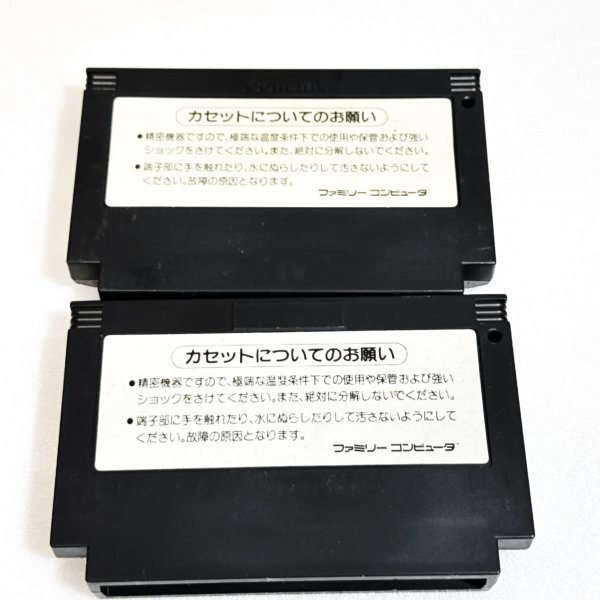 カセットについてのお願い
●精密機器ですので、極端な温度条件下での使用や保管および強い
ショックをさけてください。また、絶対に分解しないでください。
●端子部に手を触れたり、水にぬらしたりして汚さないようにして
ください。故障の原因となります。
ファミリー コンピュータ
カセットについてのお願い
●精密機器ですので、極端な温度条件下での使用や保管および強い
ショックをさけてください。また、絶対に分解しないでください。
●端子部に手を触れたり、水にぬらしたりして汚さないようにして
ください。故障の原因となります。
ファミリー コンピュータ™